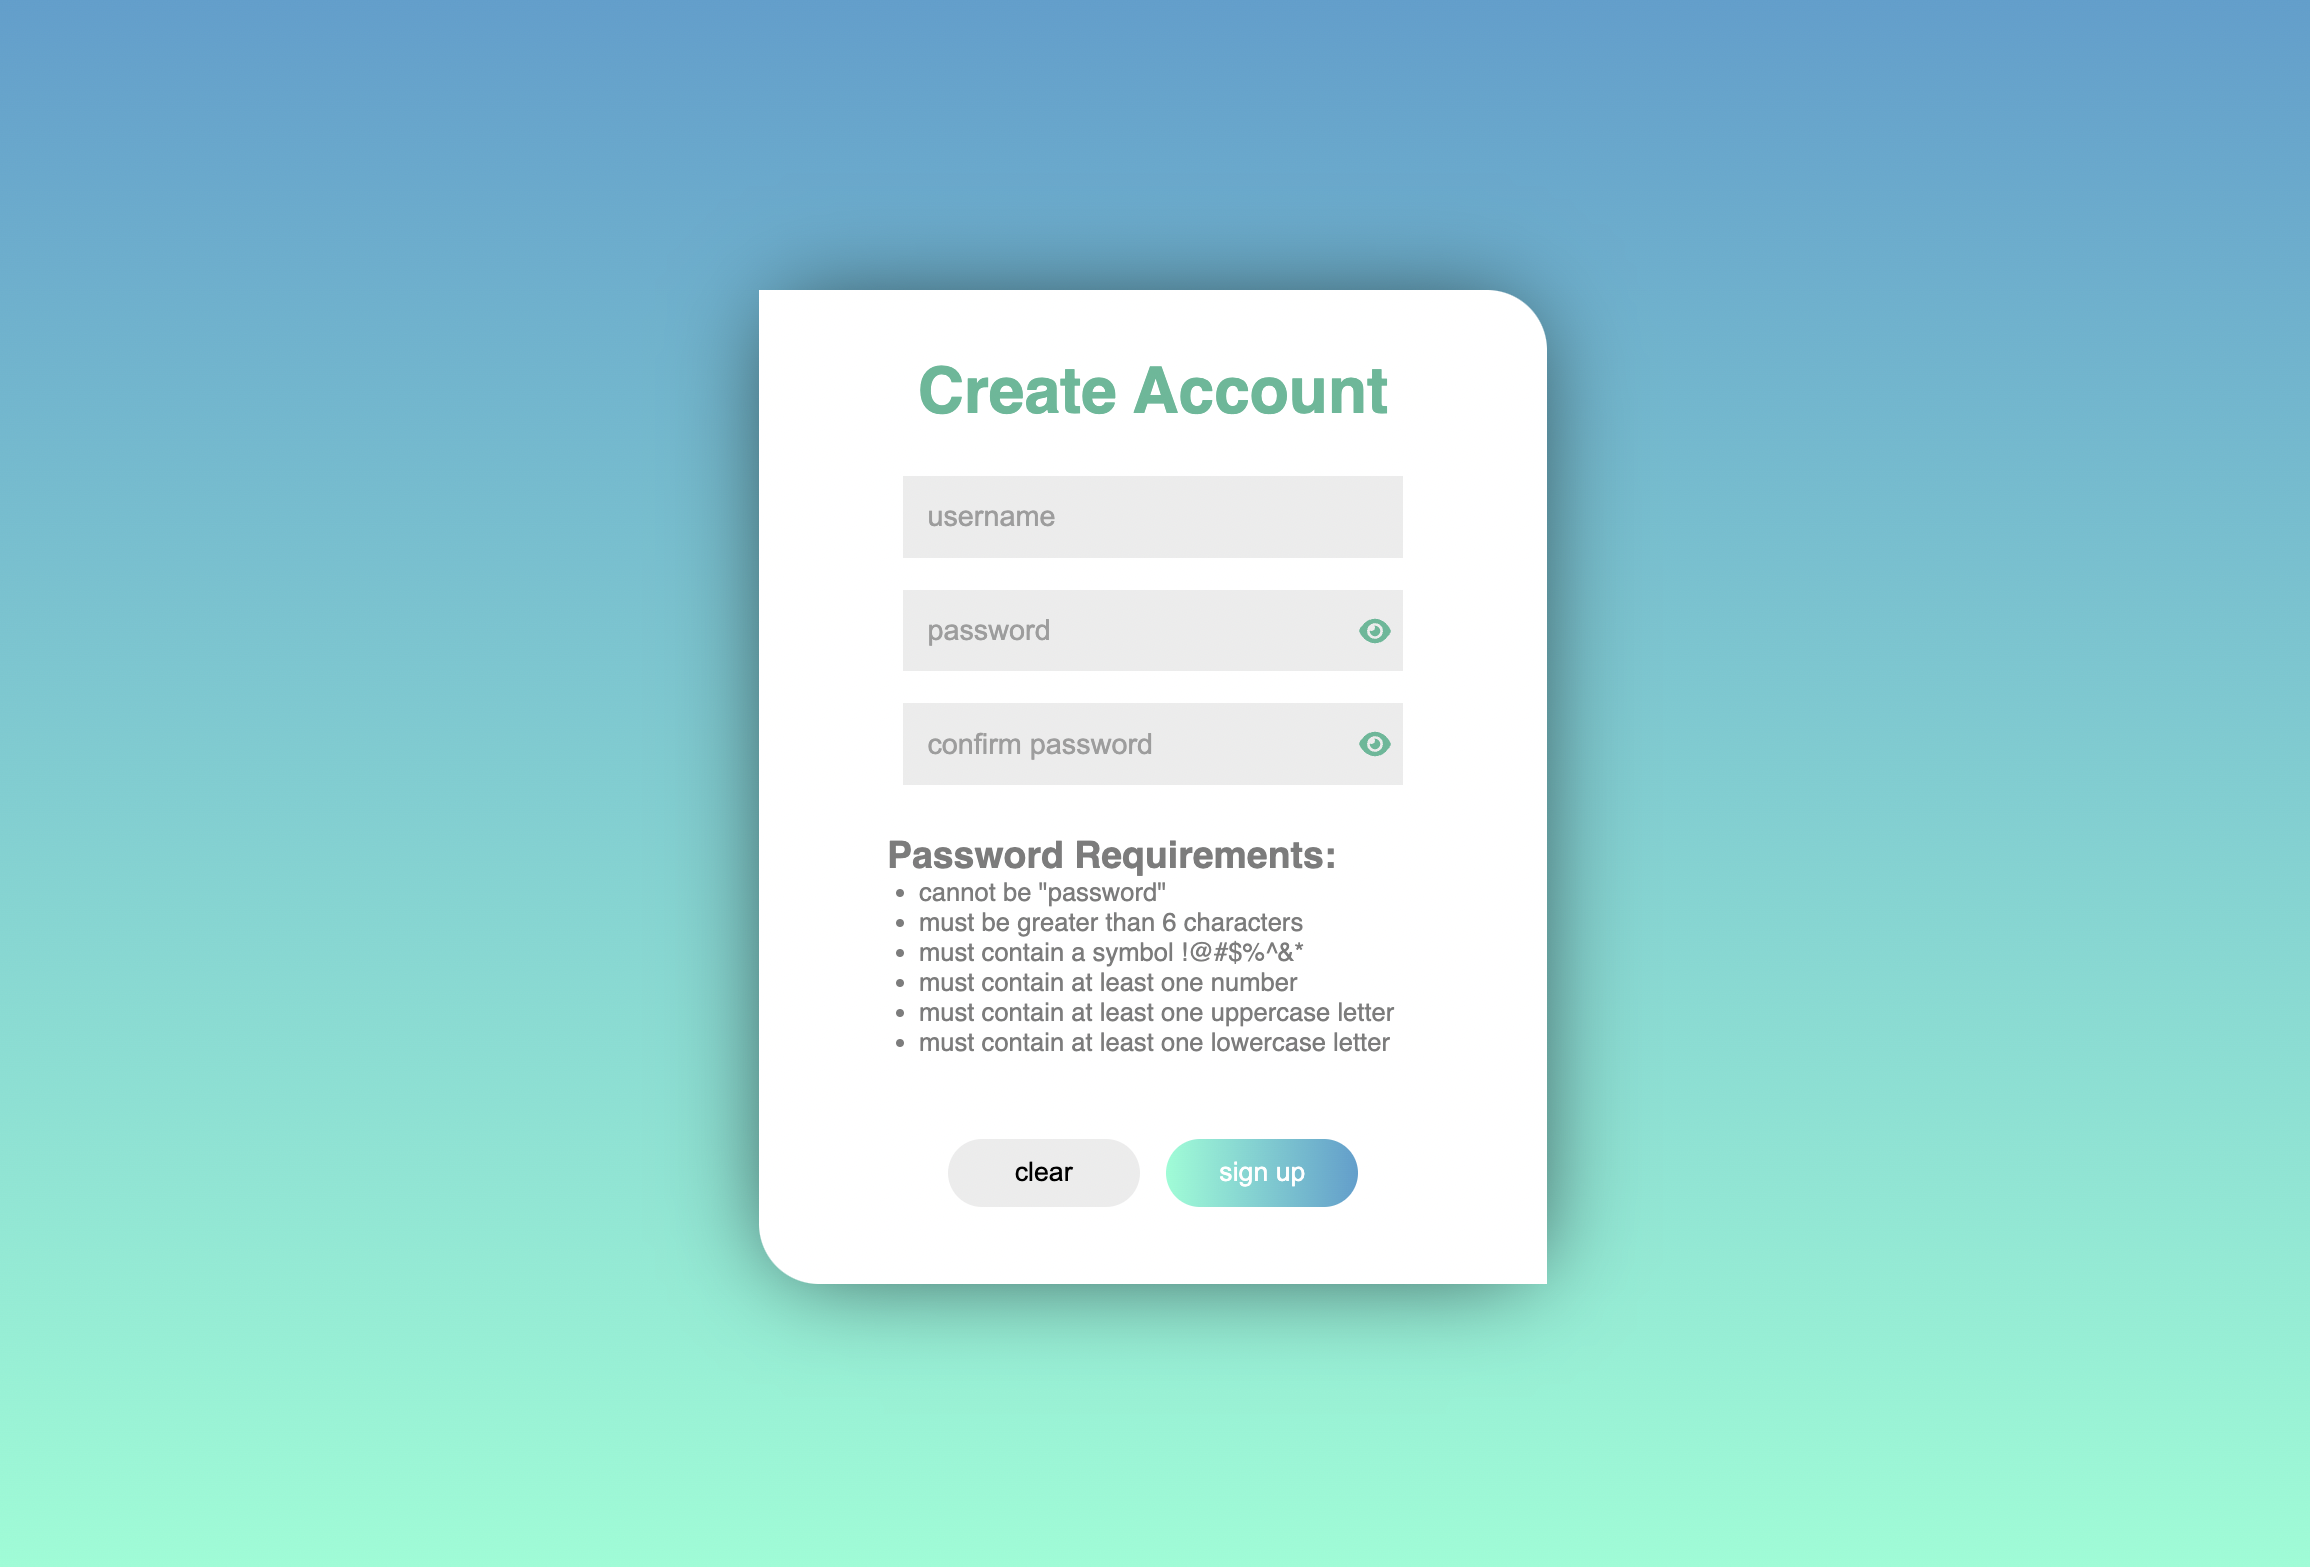 Create Account
username
password
confirm password
Password Requirements:
• cannot be "password"
• must be greater than 6 characters
• must contain a symbol !@#$%^&*
• must contain at least one number
• must contain at least one uppercase letter
• must contain at least one lowercase letter
clear
sign up